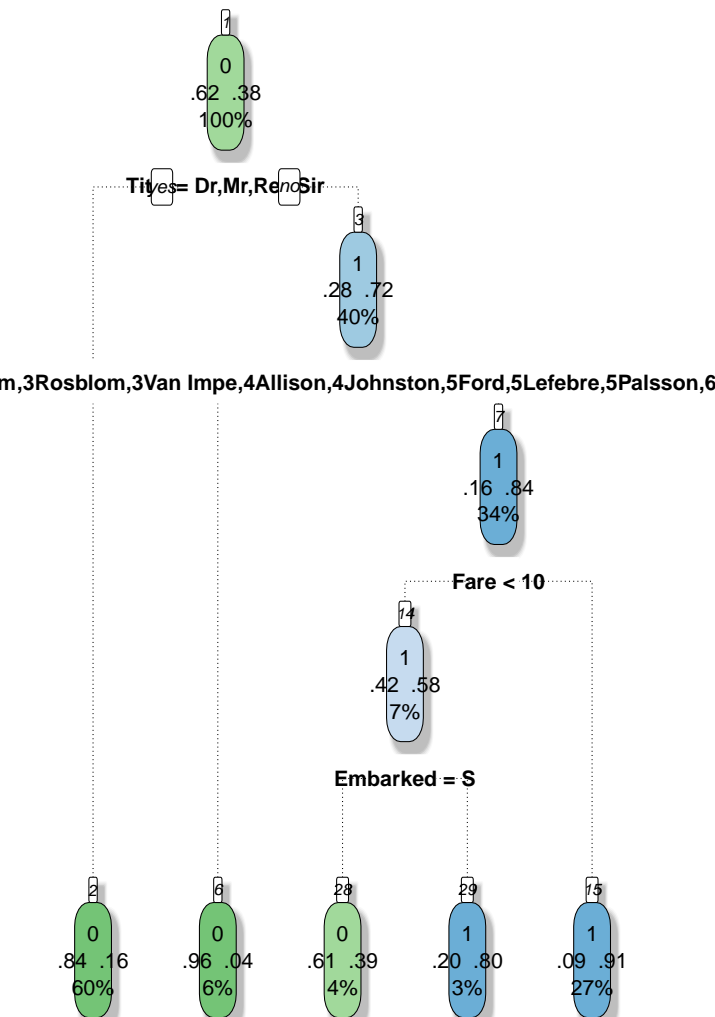 1
0
.62 .38
100%
yes = Dr,Mr, no Sir
3
1
.28 .72
40%
m,3Rosblom,3Van Impe,4Allison,4Johnston,5Ford,5Lefebre,5Palsson,6
7
1
.16 .84
34%
Fare < 10
14
1
.42 .58
7%
Embarked = S
2 6 28 29 15
0 0 0 1 1
.84 .16 .96 .04 .61 .39 .20 .80 .09 .91
60% 6% 4% 3% 27%